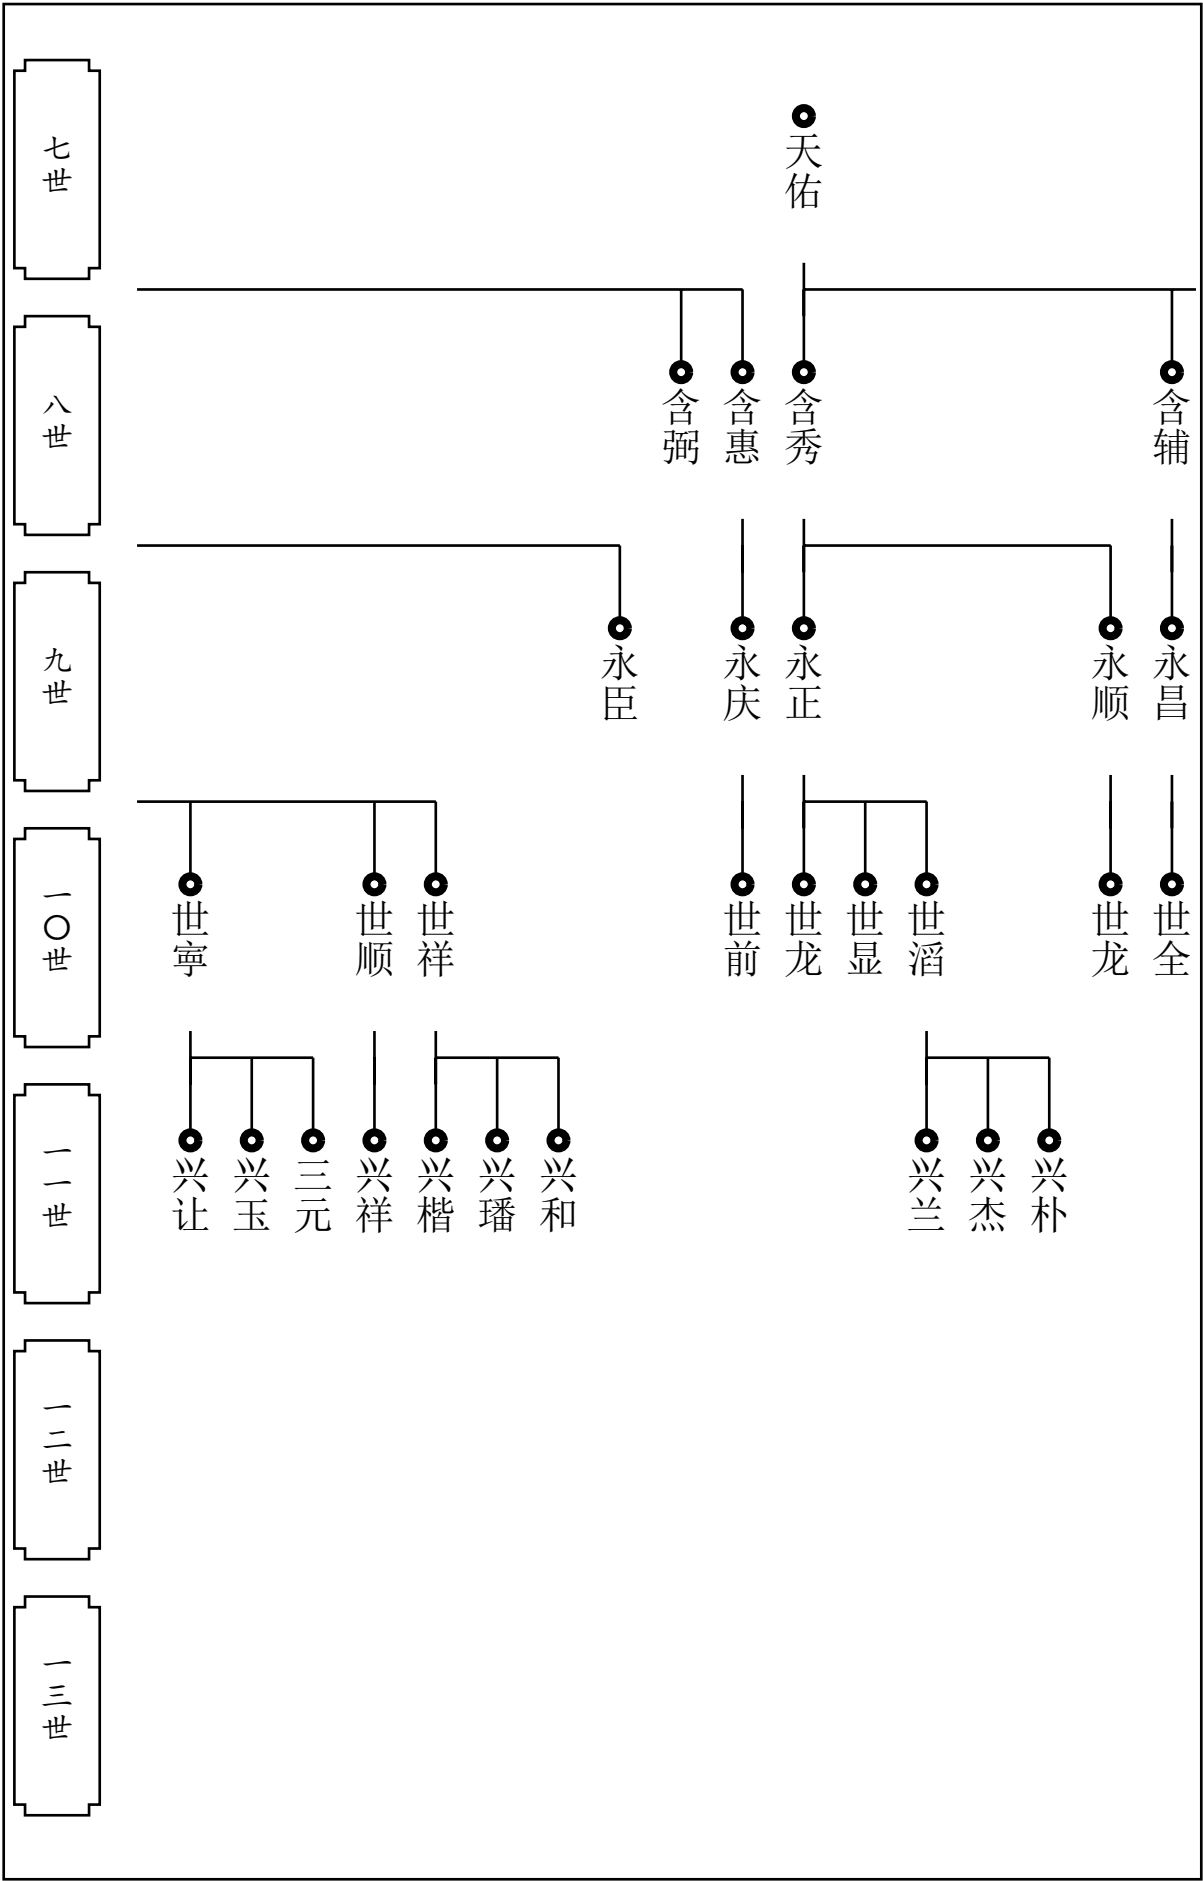 七世
天佑
八世
含弼
含惠
含秀
含辅
九世
永臣
永庆
永正
永顺
永昌
一〇世
世寧
世顺
世祥
世前
世龙
世显
世滔
世龙
世全
一一世
兴让
兴玉
三元
兴祥
兴楷
兴璠
兴和
兴兰
兴杰
兴朴
一二世
一三世